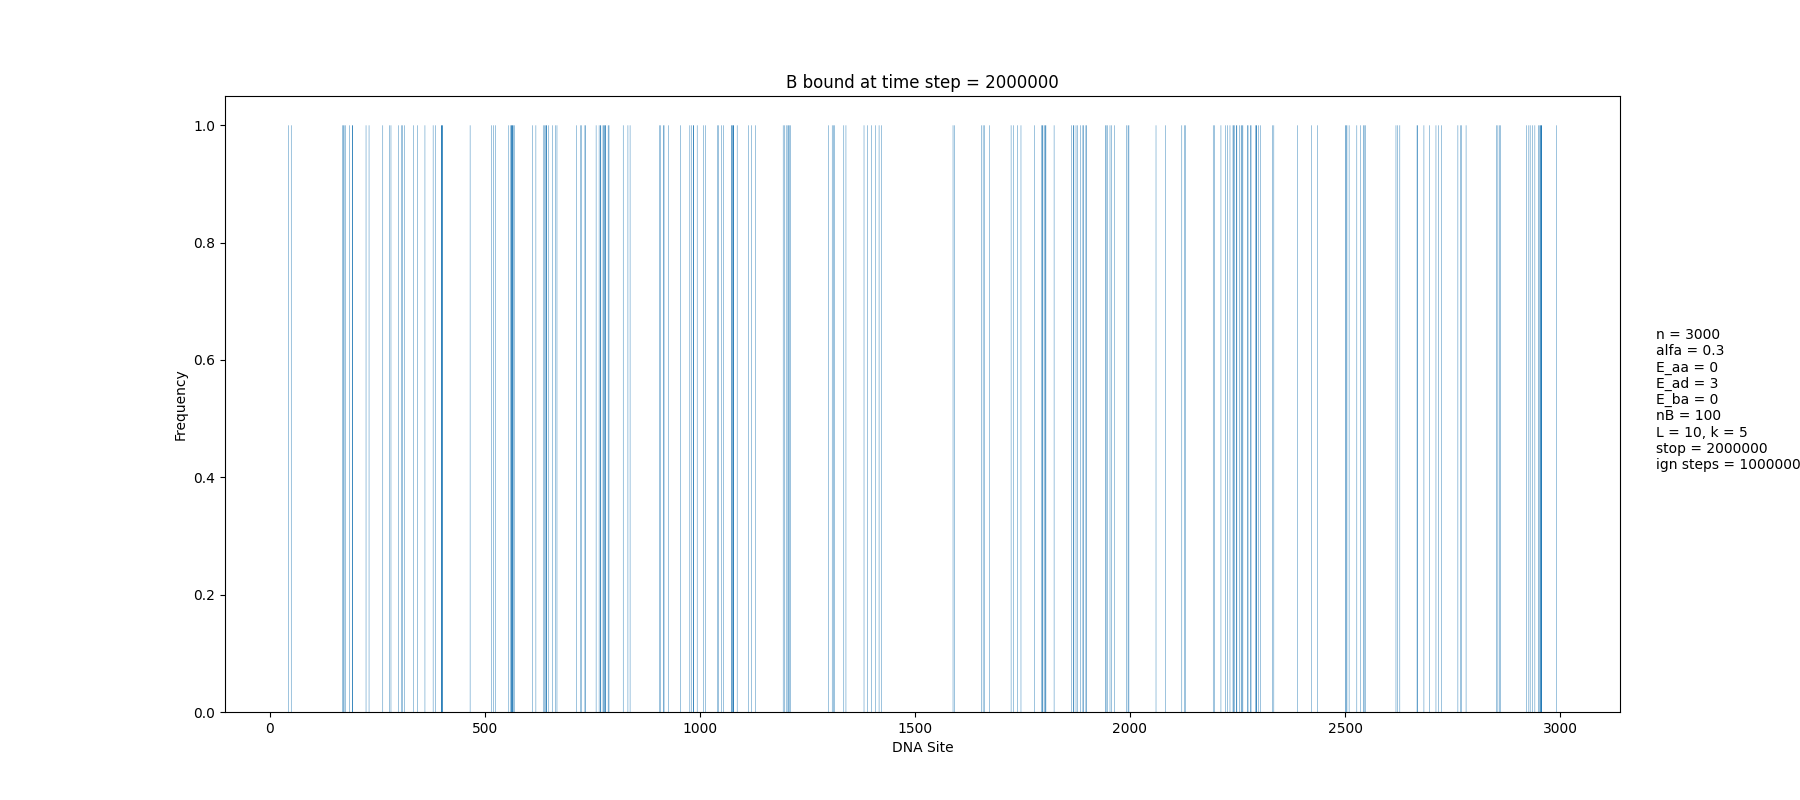 B bound at time step = 2000000
1.0
0.8
0.6
0.4
0.2
0.0
Frequency
0 500 1000 1500 2000 2500 3000
DNA Site
n = 3000
alfa = 0.3
E_aa = 0
E_ad = 3
E_ba = 0
nB = 100
L = 10, k = 5
stop = 2000000
ign steps = 1000000